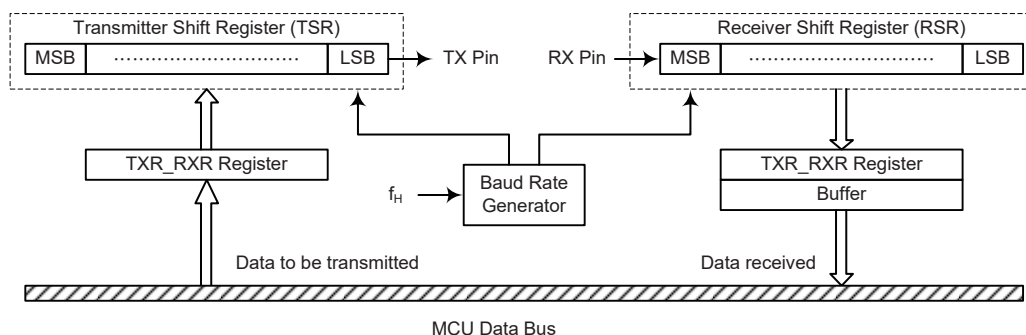 Transmitter Shift Register (TSR)
MSB
LSB
TX Pin
RX Pin
Receiver Shift Register (RSR)
MSB
LSB
TXR_RXR Register
fH
Baud Rate
Generator
TXR_RXR Register
Buffer
Data to be transmitted
Data received
MCU Data Bus